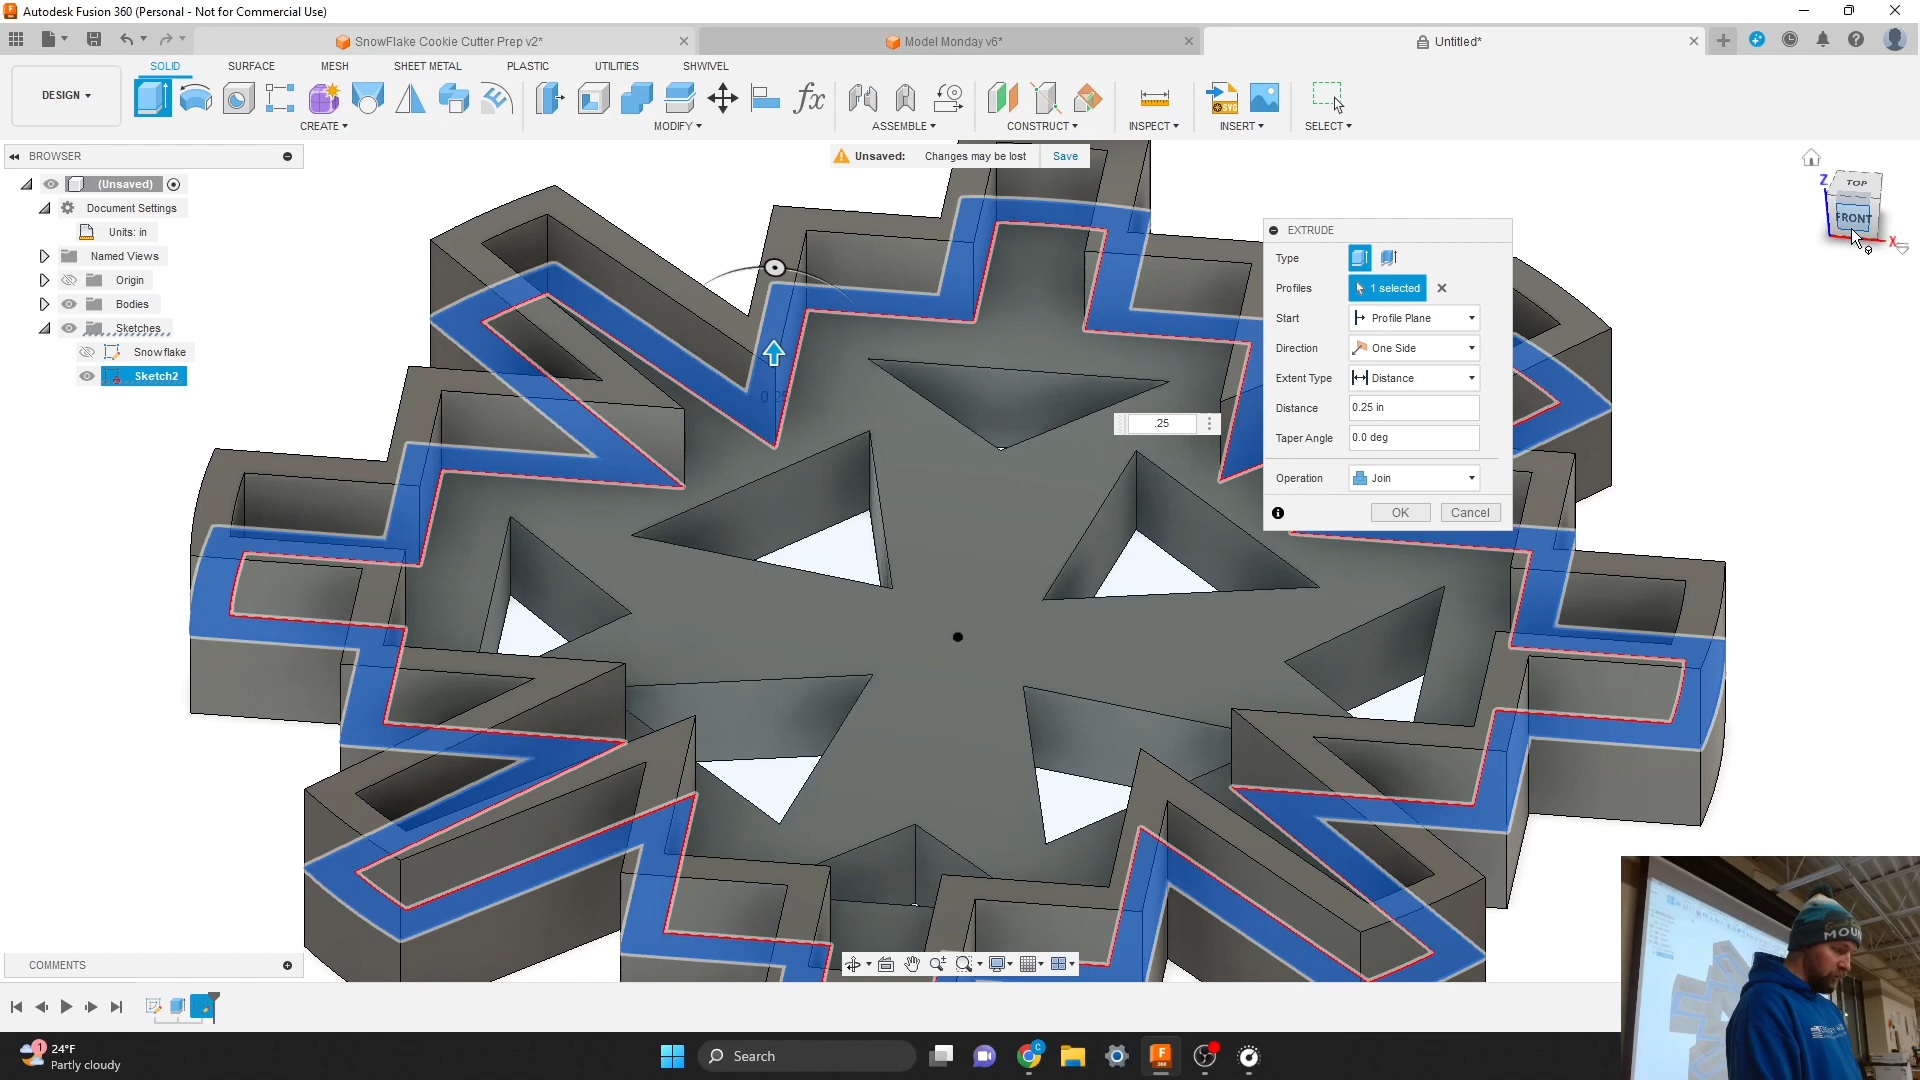 Autodesk Fusion 360 (Personal - Not for Commercial Use)
SnowFlake Cookie Cutter Prep v2*
Model Monday v6*
Untitled*
DESIGN
SOLID
SURFACE
MESH
SHEET METAL
PLASTIC
UTILITIES
SHWIVEL
CREATE
MODIFY
ASSEMBLE
CONSTRUCT
INSPECT
INSERT
SELECT
BROWSER
Unsaved: Changes may be lost Save
(Unsaved)
Document Settings
Units: in
Named Views
Origin
Bodies
Sketches
Snowflake
Sketch2
TOP
FRONT
Z
X
EXTRUDE
Type
Profiles 1 selected
Start Profile Plane
Direction One Side
Extent Type Distance
Distance 0.25 in
Taper Angle 0.0 deg
Operation Join
OK Cancel
0.25
.25
COMMENTS
24°F
Partly cloudy
1
Search